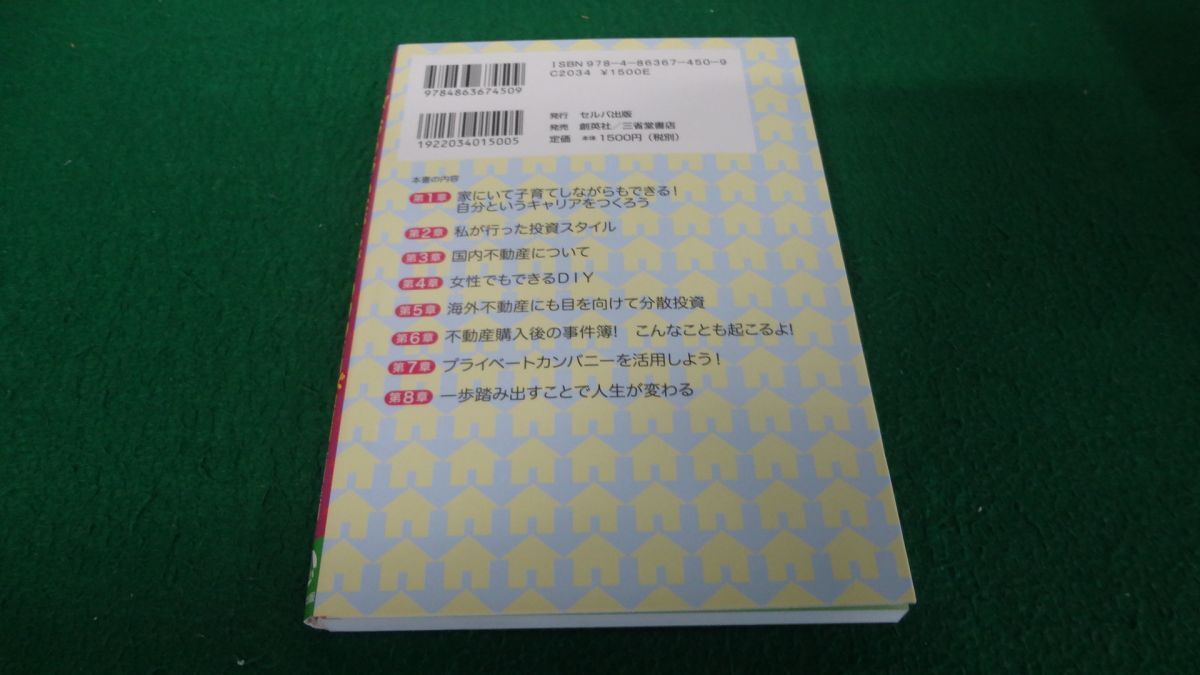 ISBN978-4-86367-450-9
C2034 ¥1500E
9784863674509
1922034015005
発行 セルバ出版
発売 創英社／三省堂書店
定価 本体1500円（税別）
本書の内容
第1章 家にいて子育てしながらもできる！
自分というキャリアをつくろう
第2章 私が行った投資スタイル
第3章 国内不動産について
第4章 女性でもできるDIY
第5章 海外不動産にも目を向けて分散投資
第6章 不動産購入後の事件簿！ こんなことも起こるよ！
第7章 プライベートカンパニーを活用しよう！
第8章 一歩踏み出すことで人生が変わる